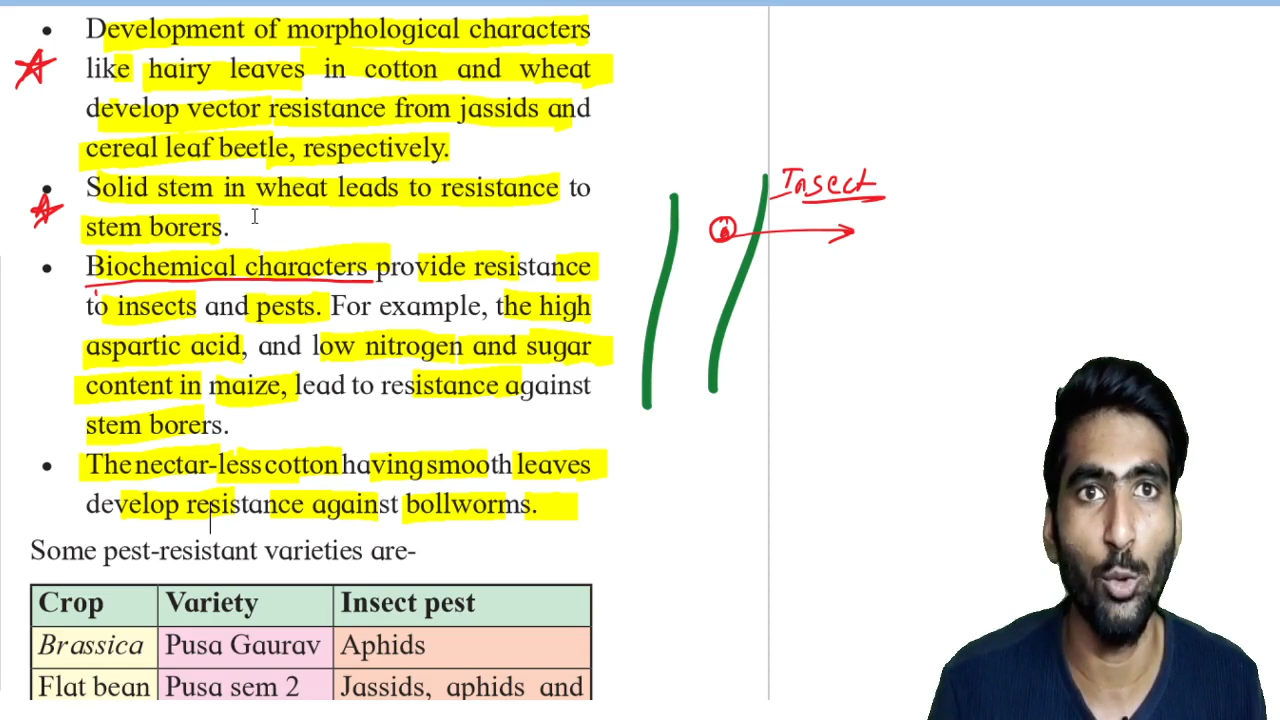 • Development of morphological characters
like hairy leaves in cotton and wheat
develop vector resistance from jassids and
cereal leaf beetle, respectively.
• Solid stem in wheat leads to resistance to
stem borers.
• Biochemical characters provide resistance
to insects and pests. For example, the high
aspartic acid, and low nitrogen and sugar
content in maize, lead to resistance against
stem borers.
• The nectar-less cotton having smooth leaves
develop resistance against bollworms.
Some pest-resistant varieties are-
Crop Variety Insect pest
Brassica Pusa Gaurav Aphids
Flat bean Pusa sem 2 Jassids, aphids and
Insect